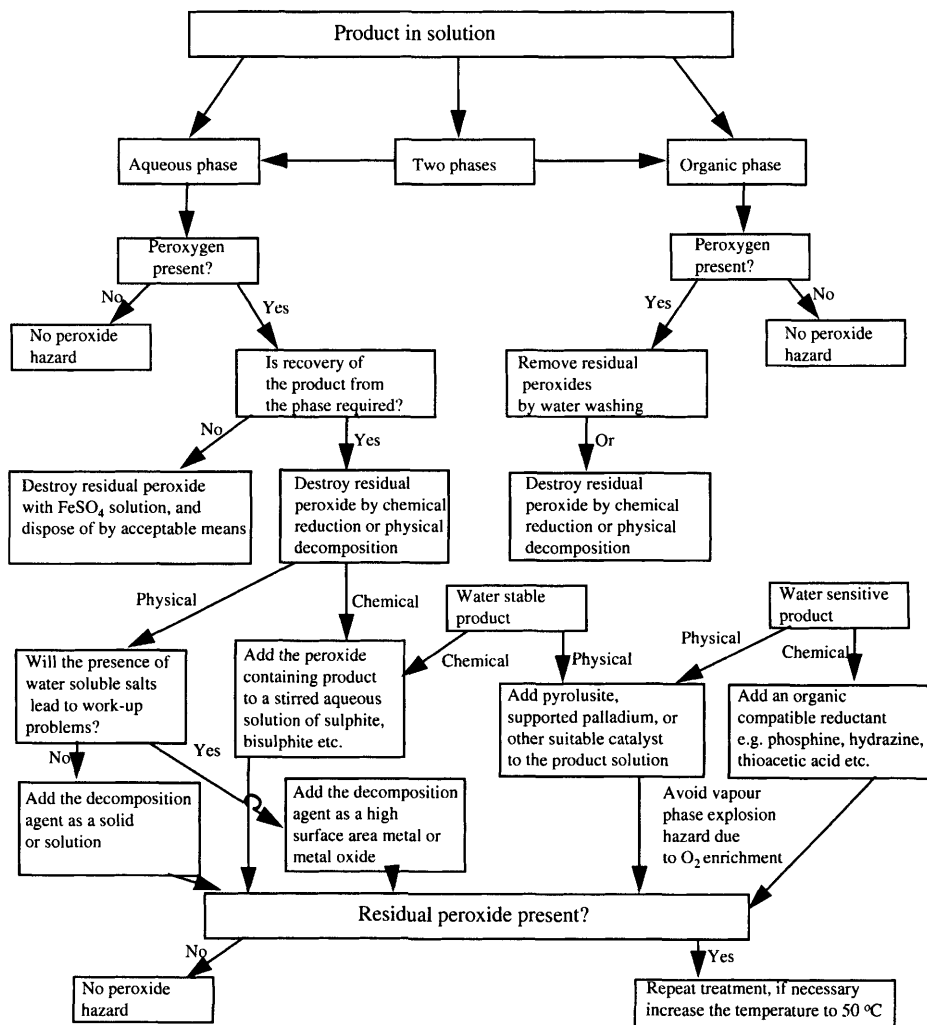 Product in solution
Aqueous phase
Two phases
Organic phase
Peroxygen
present?
Peroxygen
present?
No
Yes
Yes
No
No peroxide
hazard
Is recovery of
the product from
the phase required?
Remove residual
peroxides
by water washing
No peroxide
hazard
No
Yes
Or
Destroy residual peroxide
with FeSO4 solution, and
dispose of by acceptable means
Destroy residual
peroxide by chemical
reduction or physical
decomposition
Destroy residual
peroxide by chemical
reduction or physical
decomposition
Physical
Chemical
Water stable
product
Water sensitive
product
Chemical
Physical
Physical
Chemical
Will the presence of
water soluble salts
lead to work-up
problems?
Add the peroxide
containing product
to a stirred aqueous
solution of sulphite,
bisulphite etc.
Add pyrolusite,
supported palladium, or
other suitable catalyst
to the product solution
Add an organic
compatible reductant
e.g. phosphine, hydrazine,
thioacetic acid etc.
No
Yes
Add the decomposition
agent as a solid
or solution
Add the decomposition
agent as a high
surface area metal or
metal oxide
Avoid vapour
phase explosion
hazard due
to O2 enrichment
Residual peroxide present?
No
Yes
No peroxide
hazard
Repeat treatment, if necessary
increase the temperature to 50 ºC